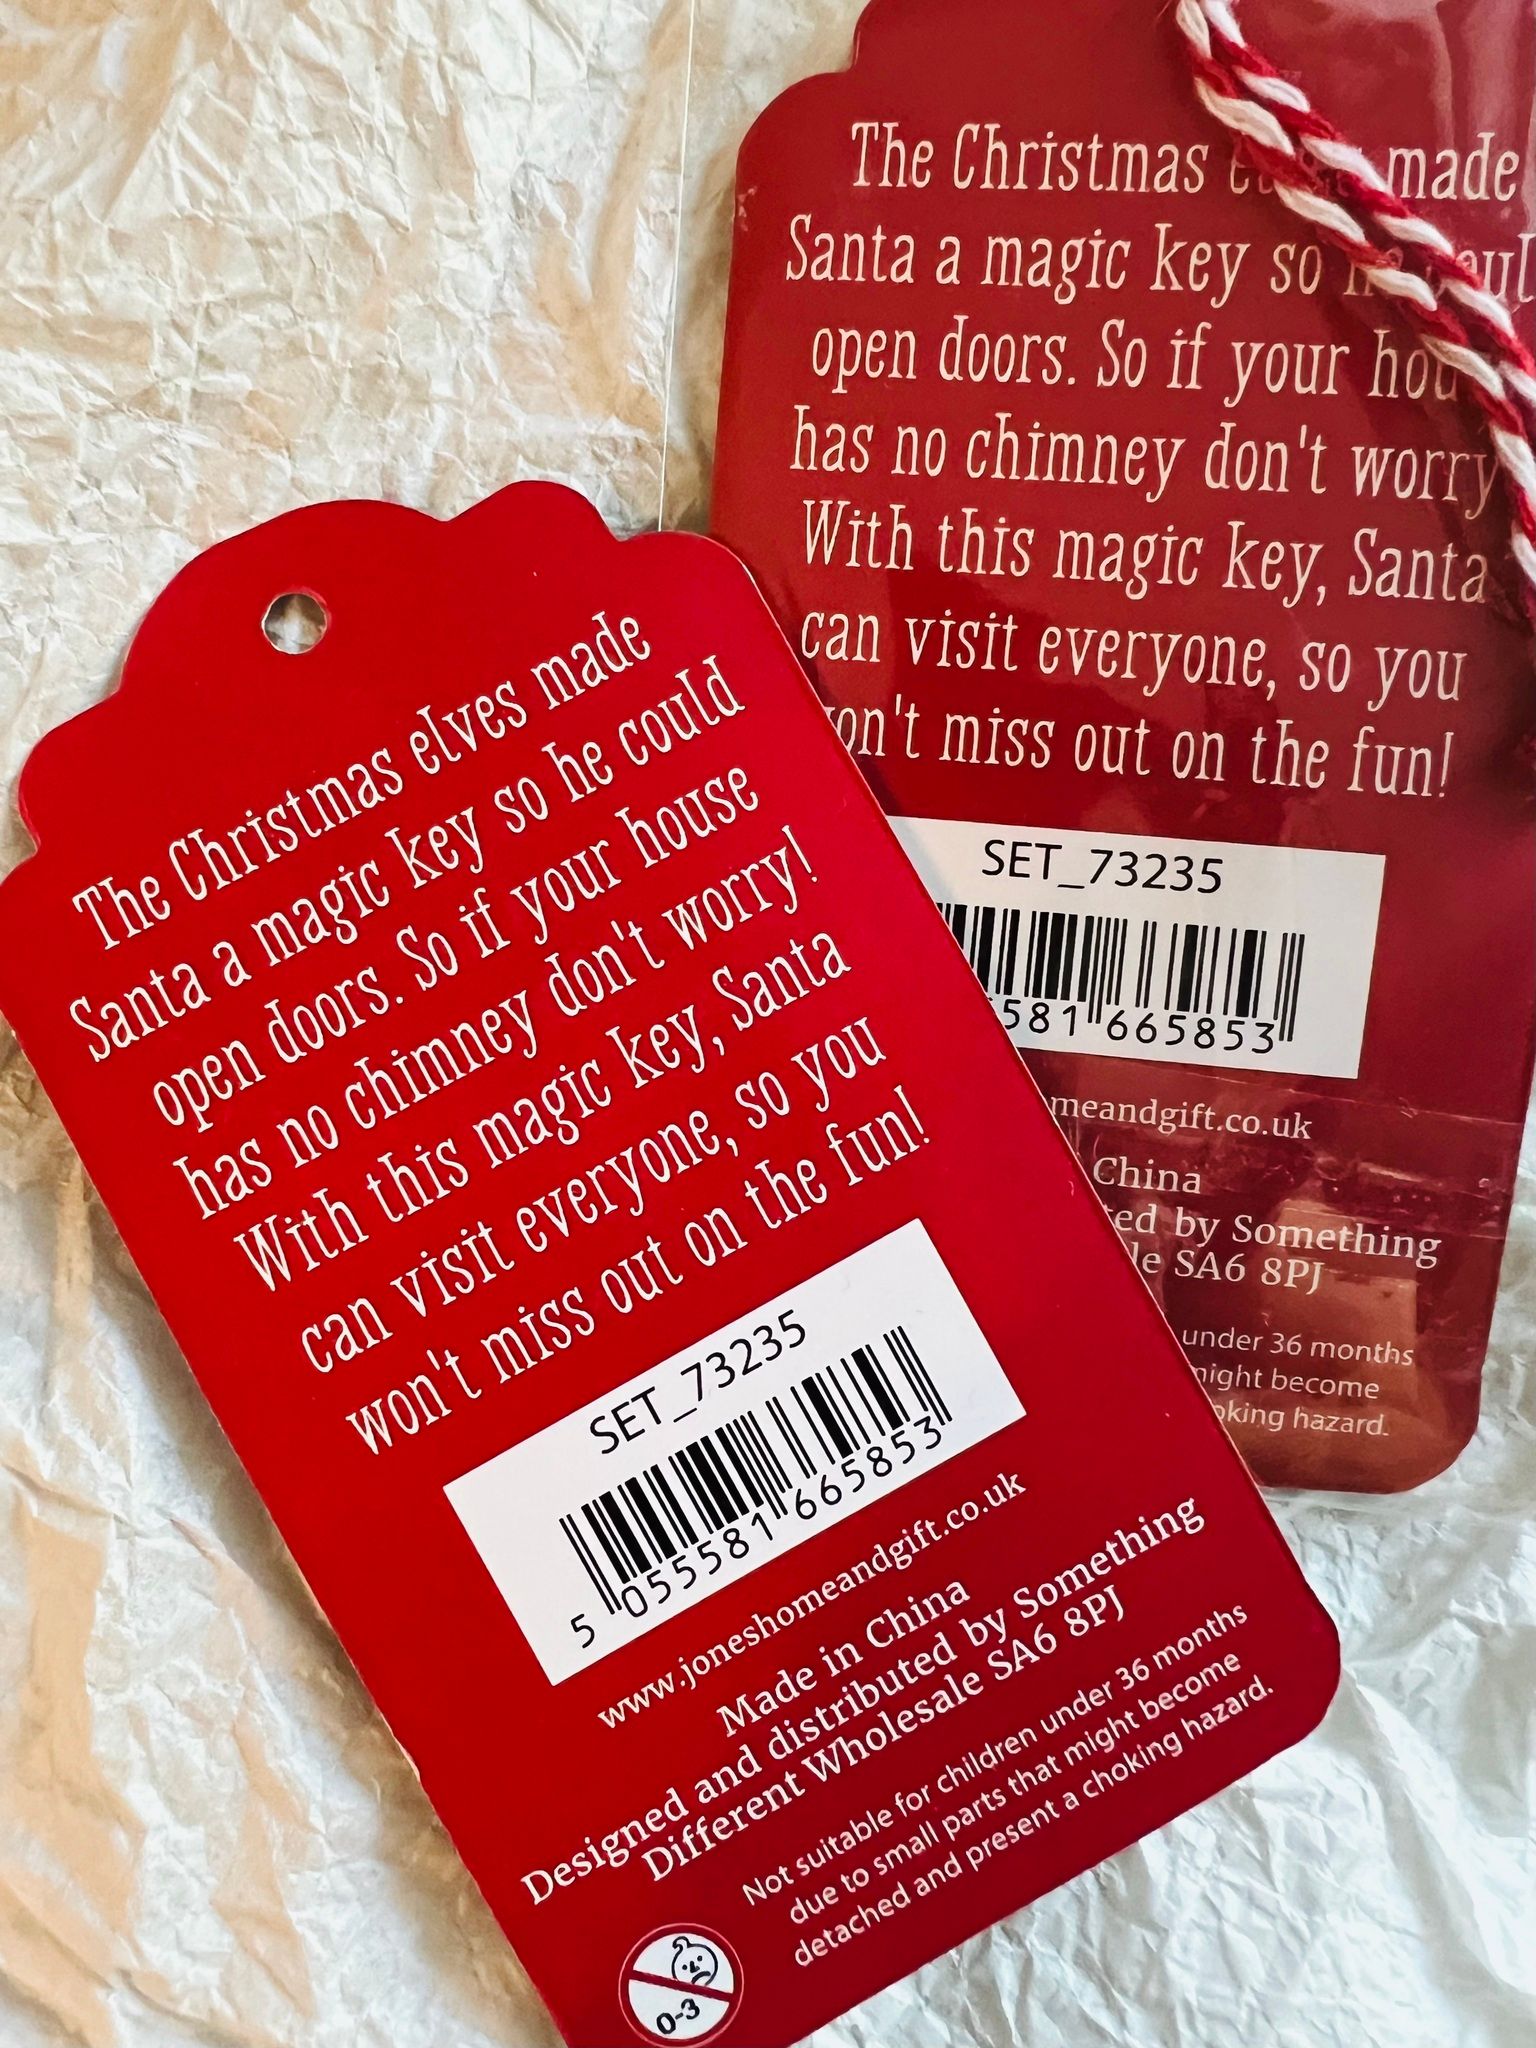 The Christmas elves made
Santa a magic key so he could
open doors. So if your house
has no chimney don't worry!
With this magic key, Santa
can visit everyone, so you
won't miss out on the fun!
SET_73235
5 055581 665853
www.joneshomeandgift.co.uk
Made in China
Designed and distributed by Something
Different Wholesale SA6 8PJ
Not suitable for children under 36 months
due to small parts that might become
detached and present a choking hazard.
0-3
The Christmas made
Santa a magic key so
open doors. So if your
has no chimney don't worry
With this magic key, Santa
can visit everyone, so you
miss out on the fun!
SET_73235
665853
China
by Something
SA6 8PJ
under 36 months
become
hazard.